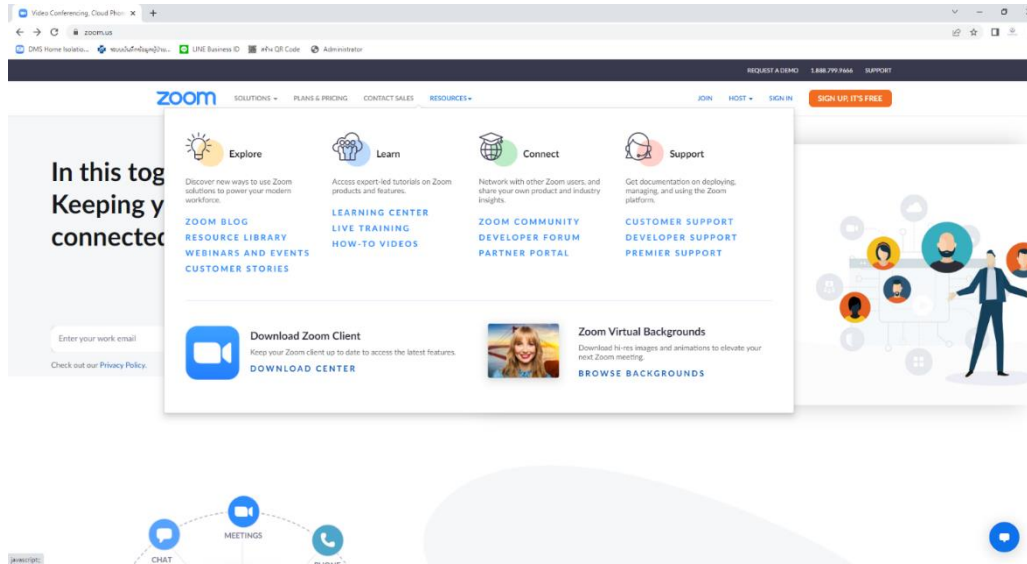 Video Conferencing, Cloud Phon
zoom.us
DMS Home Isolatio...
LINE Business ID
สร้าง QR Code
Administrator
REQUEST A DEMO 1.888.799.9666 SUPPORT
zoom SOLUTIONS PLANS & PRICING CONTACT SALES RESOURCES JOIN HOST SIGN IN SIGN UP, IT'S FREE
In this tog
Keeping y
connected
Enter your work email
Check out our Privacy Policy.
Explore
Discover new ways to use Zoom
solutions to power your modern
workforce.
ZOOM BLOG
RESOURCE LIBRARY
WEBINARS AND EVENTS
CUSTOMER STORIES
Learn
Access expert-led tutorials on Zoom
products and features.
LEARNING CENTER
LIVE TRAINING
HOW-TO VIDEOS
Connect
Network with other Zoom users, and
share your own product and industry
insights.
ZOOM COMMUNITY
DEVELOPER FORUM
PARTNER PORTAL
Support
Get documentation on deploying,
managing, and using the Zoom
platform.
CUSTOMER SUPPORT
DEVELOPER SUPPORT
PREMIER SUPPORT
Download Zoom Client
Keep your Zoom client up to date to access the latest features.
DOWNLOAD CENTER
Zoom Virtual Backgrounds
Download hi-res images and animations to elevate your
next Zoom meeting.
BROWSE BACKGROUNDS
MEETINGS
CHAT
PHONE
javascript:;